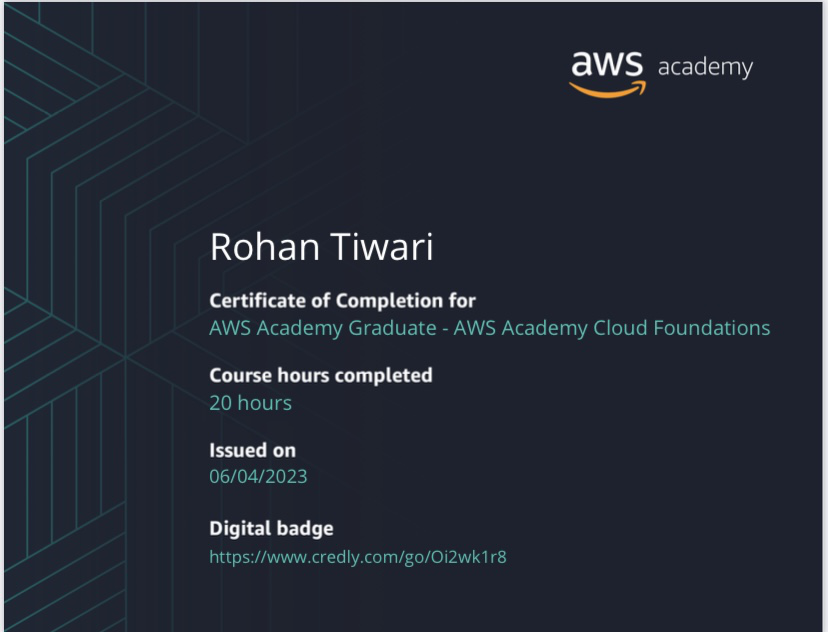 aws academy
Rohan Tiwari
Certificate of Completion for
AWS Academy Graduate - AWS Academy Cloud Foundations
Course hours completed
20 hours
Issued on
06/04/2023
Digital badge
https://www.credly.com/go/Oi2wk1r8